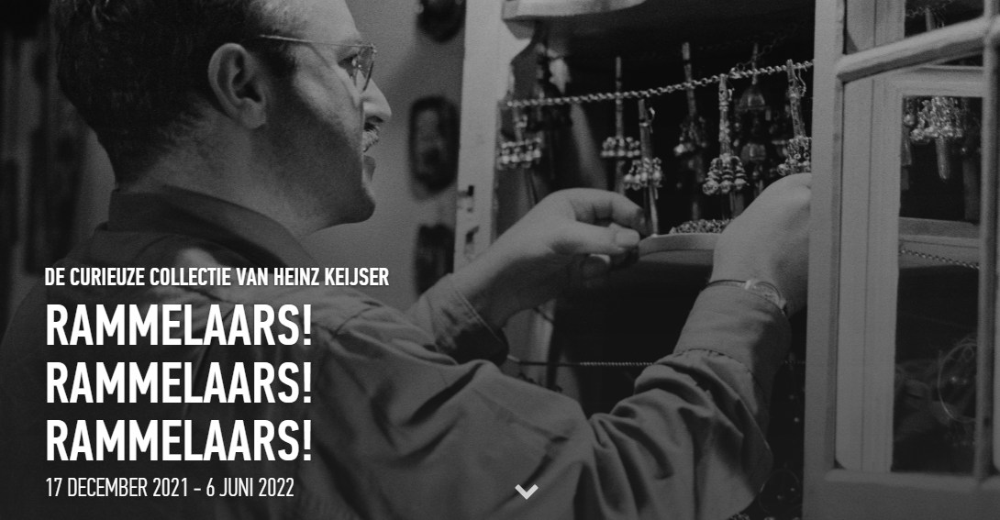 DE CURIEUZE COLLECTIE VAN HEINZ KEIJSER
RAMMELAARS!
RAMMELAARS!
RAMMELAARS!
17 DECEMBER 2021 - 6 JUNI 2022